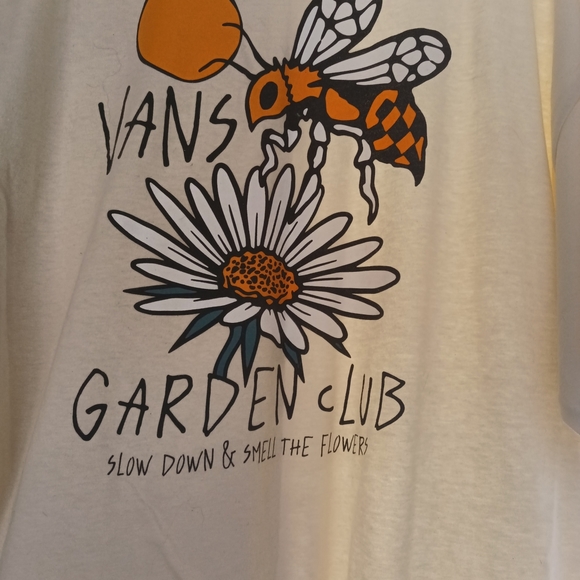 VANS
GARDEN cLUB
SLOW DOWN & SMELL THE FLOWERS